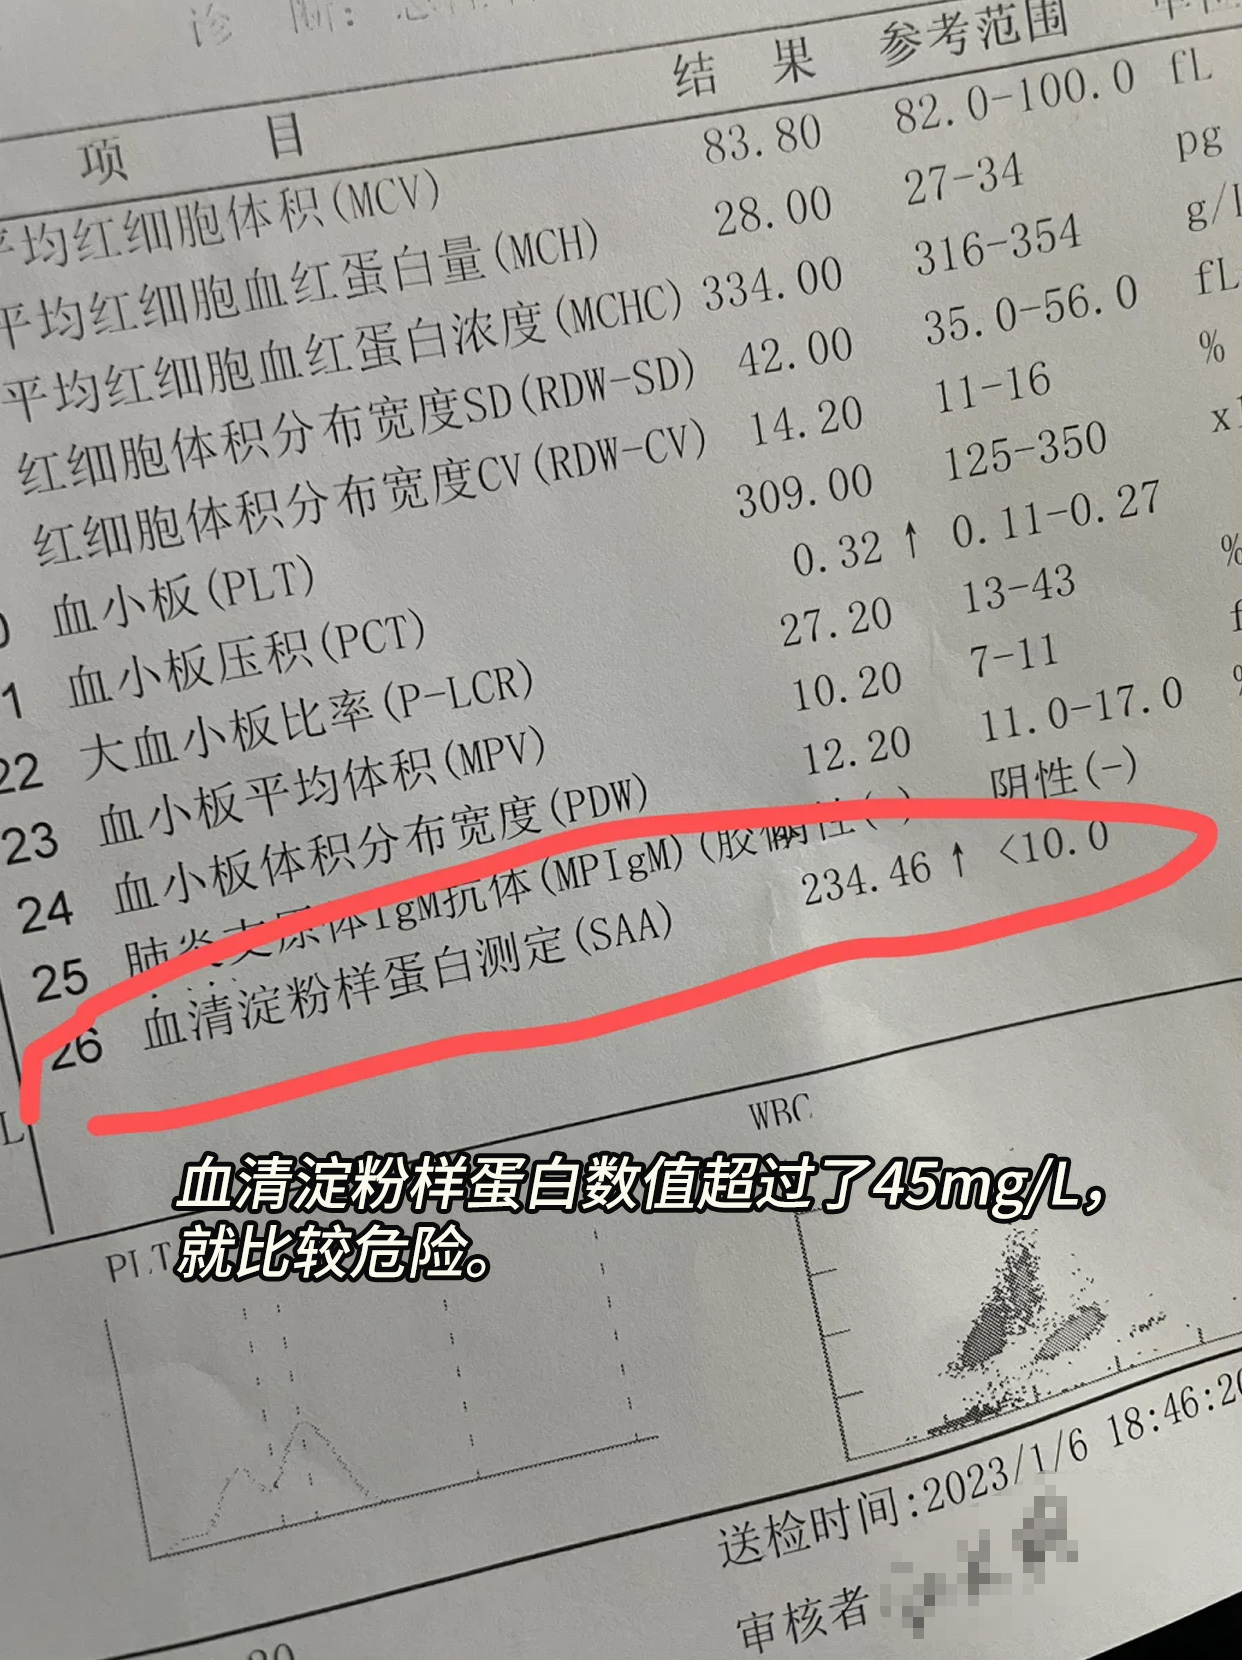 诊 断:
项 目 结 果 参考范围
平均红细胞体积(MCV) 83.80 82.0-100.0 fL
平均红细胞血红蛋白量(MCH) 28.00 27-34 pg
平均红细胞血红蛋白浓度(MCHC) 334.00 316-354 g/L
红细胞体积分布宽度SD(RDW-SD) 42.00 35.0-56.0 fL
红细胞体积分布宽度CV(RDW-CV) 14.20 11-16 %
血小板(PLT) 309.00 125-350
1 血小板压积(PCT) 0.32 ↑ 0.11-0.27
22 大血小板比率(P-LCR) 27.20 13-43 %
23 血小板平均体积(MPV) 10.20 7-11
24 血小板体积分布宽度(PDW) 12.20 11.0-17.0
25 肺炎支原体IgM抗体(MPIgM)(胶 阴性(-)
26 血清淀粉样蛋白测定(SAA) 234.46 ↑ <10.0
WBC
血清淀粉样蛋白数值超过了45mg/L,
就比较危险。
PLT
送检时间:2023/1/6 18:46:20
审核者